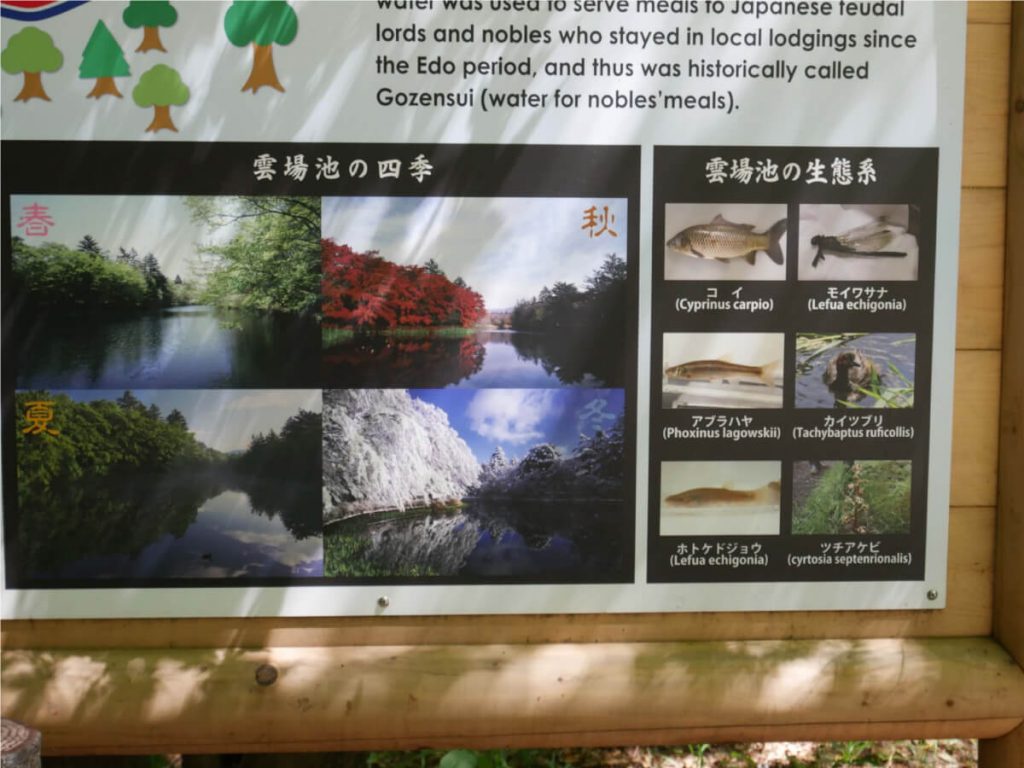 water was used to serve meals to Japanese feudal
lords and nobles who stayed in local lodgings since
the Edo period, and thus was historically called
Gozensui (water for nobles'meals).
雲場池の四季
春
秋
夏
冬
雲場池の生態系
コイ
(Cyprinus carpio)
モイワサナ
(Lefua echigonia)
アブラハヤ
(Phoxinus lagowskii)
カイツブリ
(Tachybaptus ruficollis)
ホトケドジョウ
(Lefua echigonia)
ツチアケビ
(cyrtosia septenrionalis)